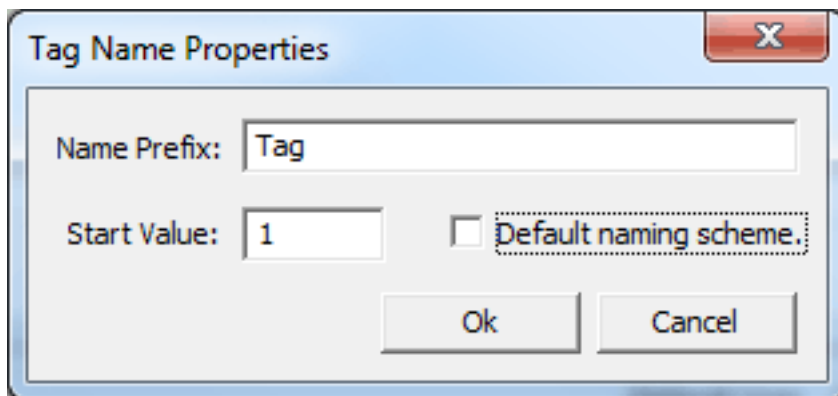 Tag Name Properties
Name Prefix: Tag
Start Value: 1 Default naming scheme.
Ok Cancel